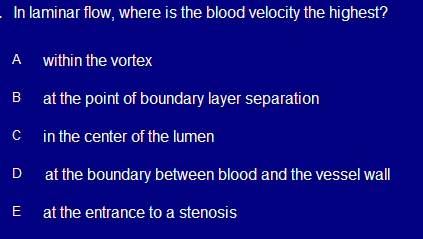 . In laminar flow, where is the blood velocity the highest?
A within the vortex
B at the point of boundary layer separation
C in the center of the lumen
D at the boundary between blood and the vessel wall
E at the entrance to a stenosis